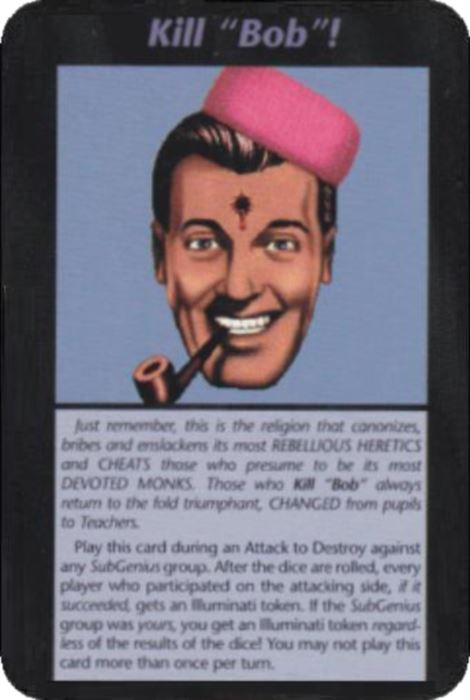 Kill "Bob"!
Just remember, this is the religion that canonizes,
bribes and enslackens its most REBELLIOUS HERETICS
and CHEATS those who presume to be its most
DEVOTED MONKS. Those who Kill "Bob" always
return to the fold triumphant, CHANGED from pupils
to Teachers.
Play this card during an Attack to Destroy against
any SubGenius group. After the dice are rolled, every
player who participated on the attacking side, if it
succeeded, gets an Illuminati token. If the SubGenius
group was yours, you get an Illuminati token regard-
less of the results of the dice! You may not play this
card more than once per turn.